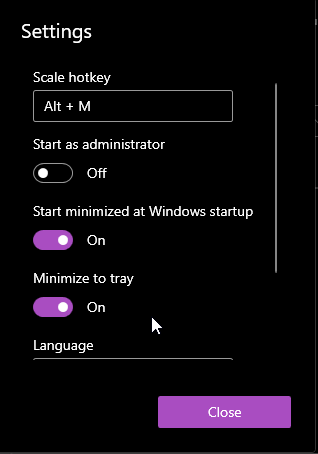 Settings
Scale hotkey
Alt + M
Start as administrator
Off
Start minimized at Windows startup
On
Minimize to tray
On
Language
Close